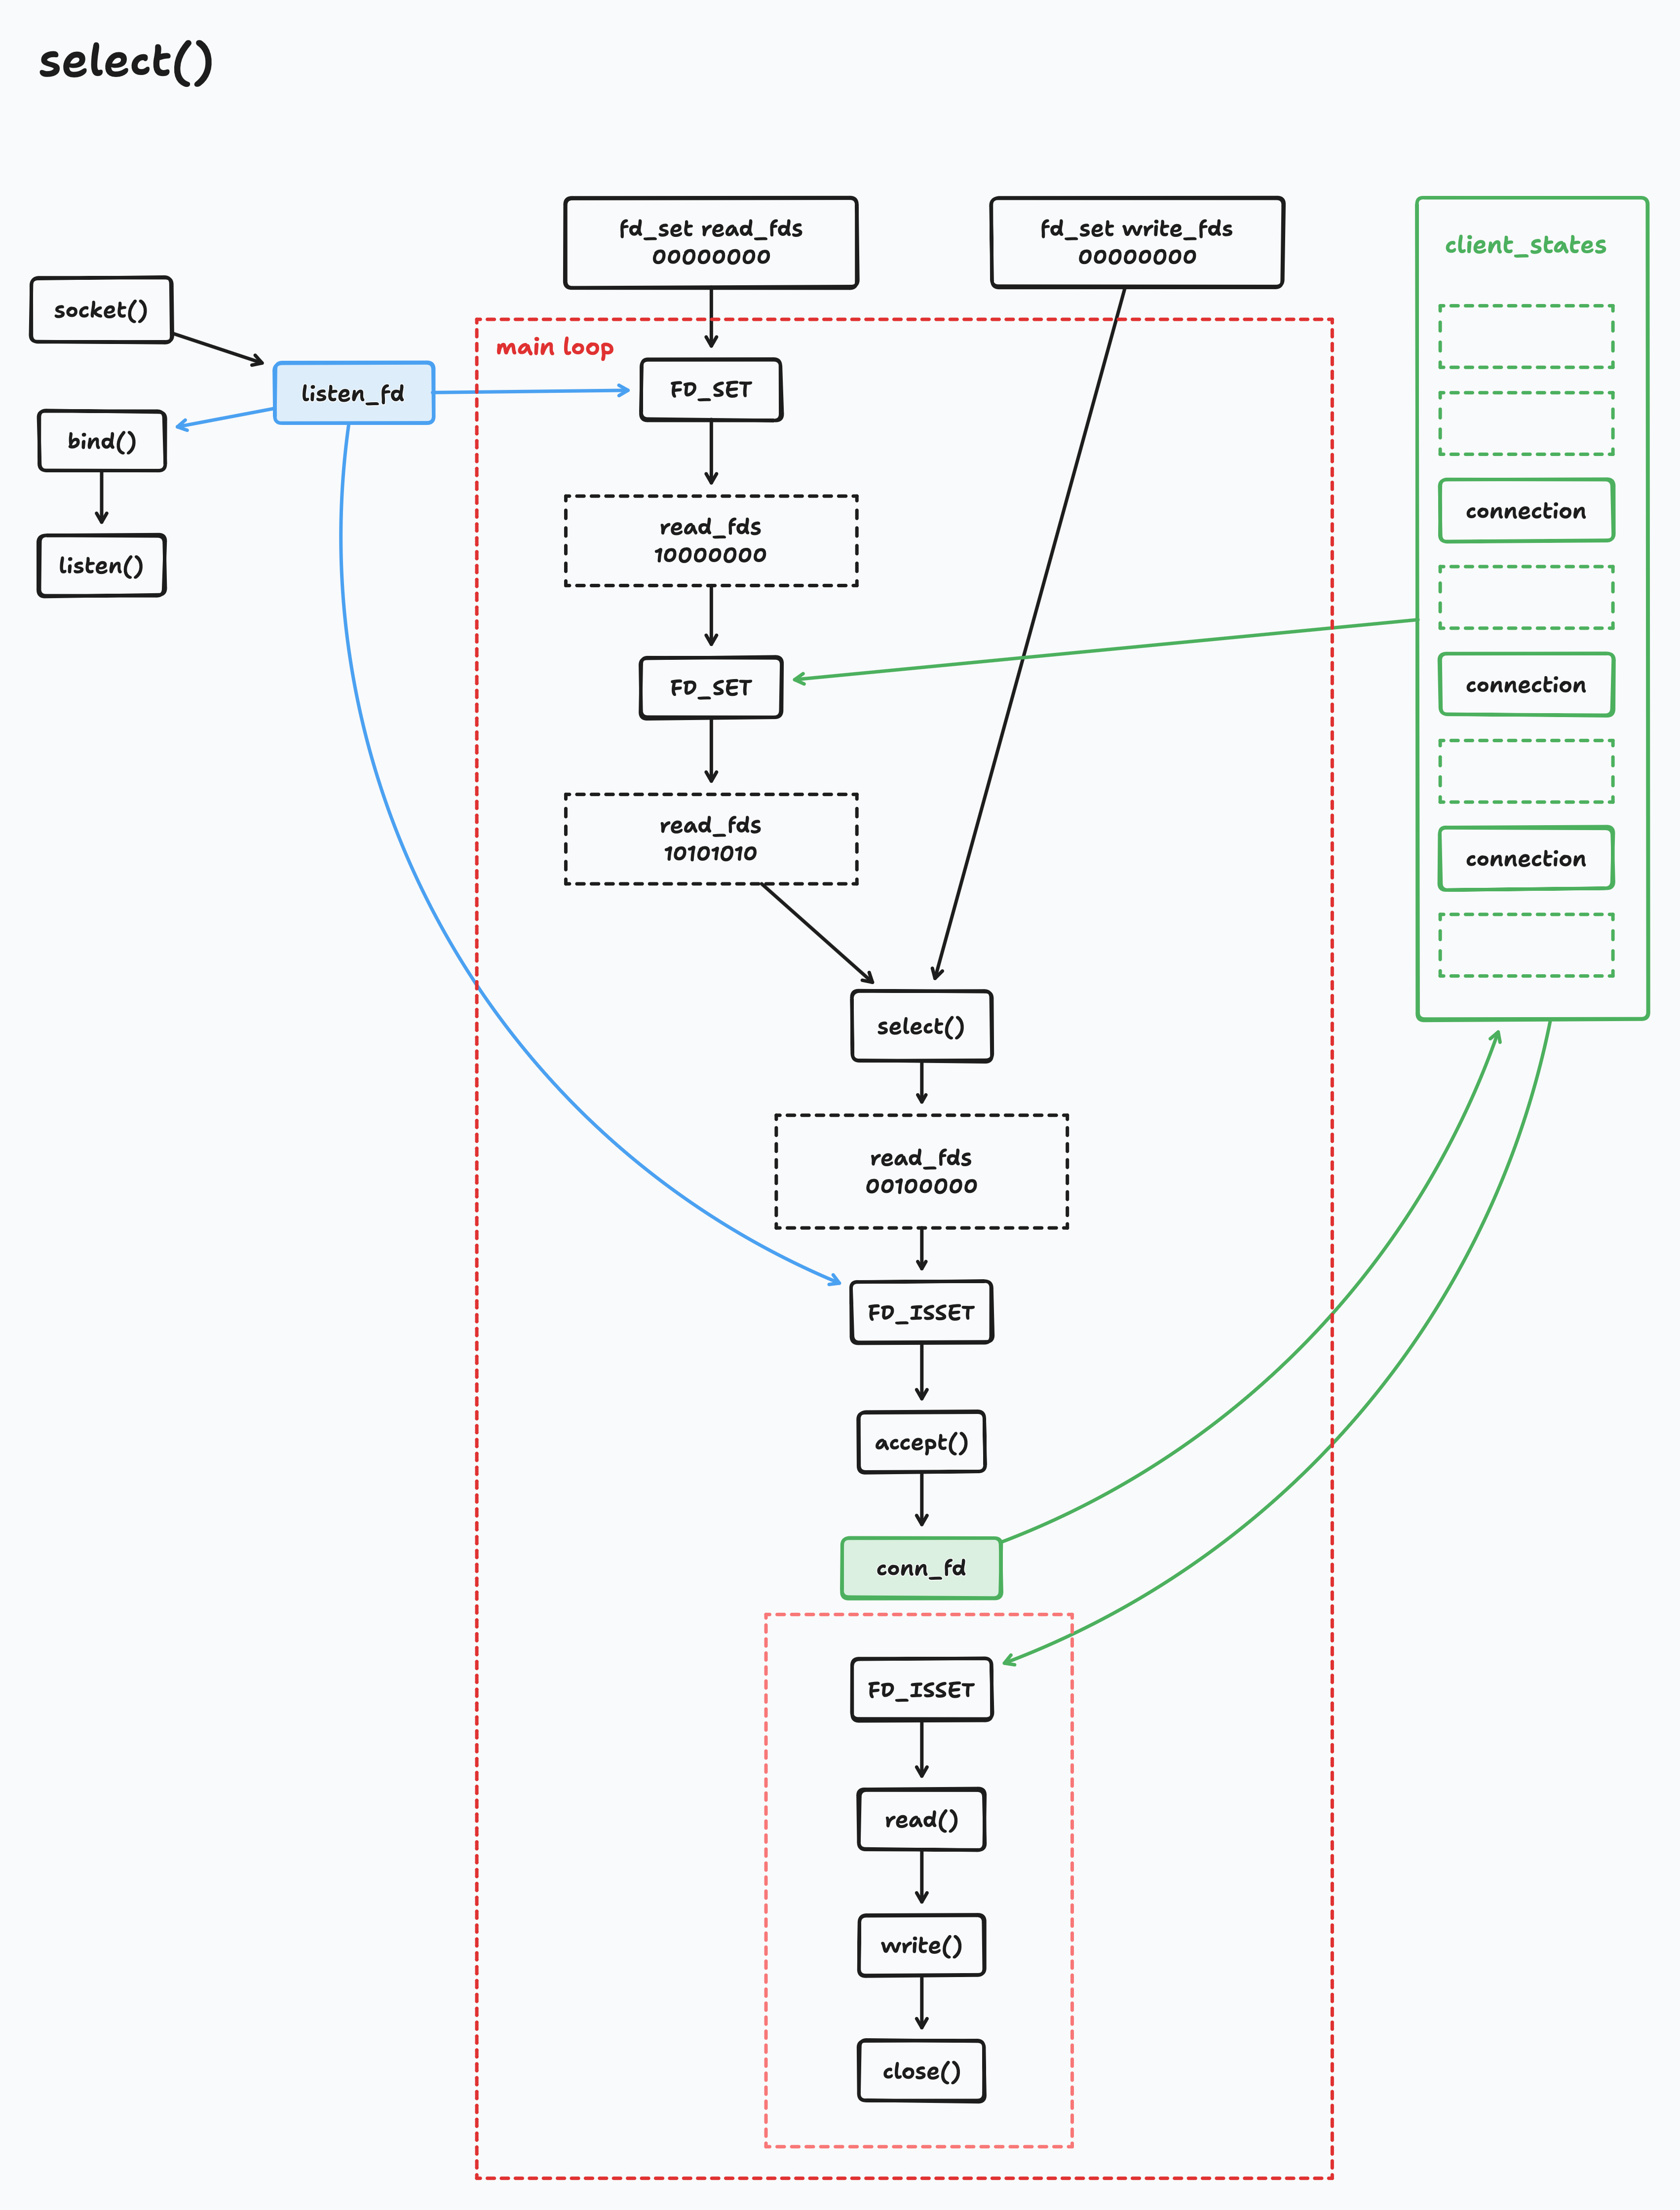 select()
fd_set read_fds
00000000
fd_set write_fds
00000000
client_states
socket()
main loop
listen_fd
FD_SET
bind()
listen()
read_fds
10000000
connection
FD_SET
connection
read_fds
10101010
connection
select()
read_fds
00100000
FD_ISSET
accept()
conn_fd
FD_ISSET
read()
write()
close()